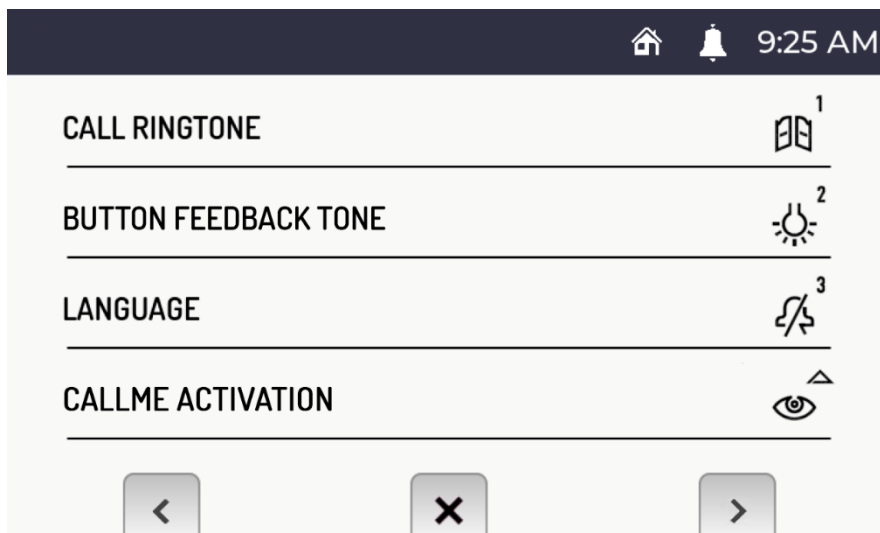 9:25 AM
CALL RINGTONE 1
BUTTON FEEDBACK TONE 2
LANGUAGE 3
CALLME ACTIVATION